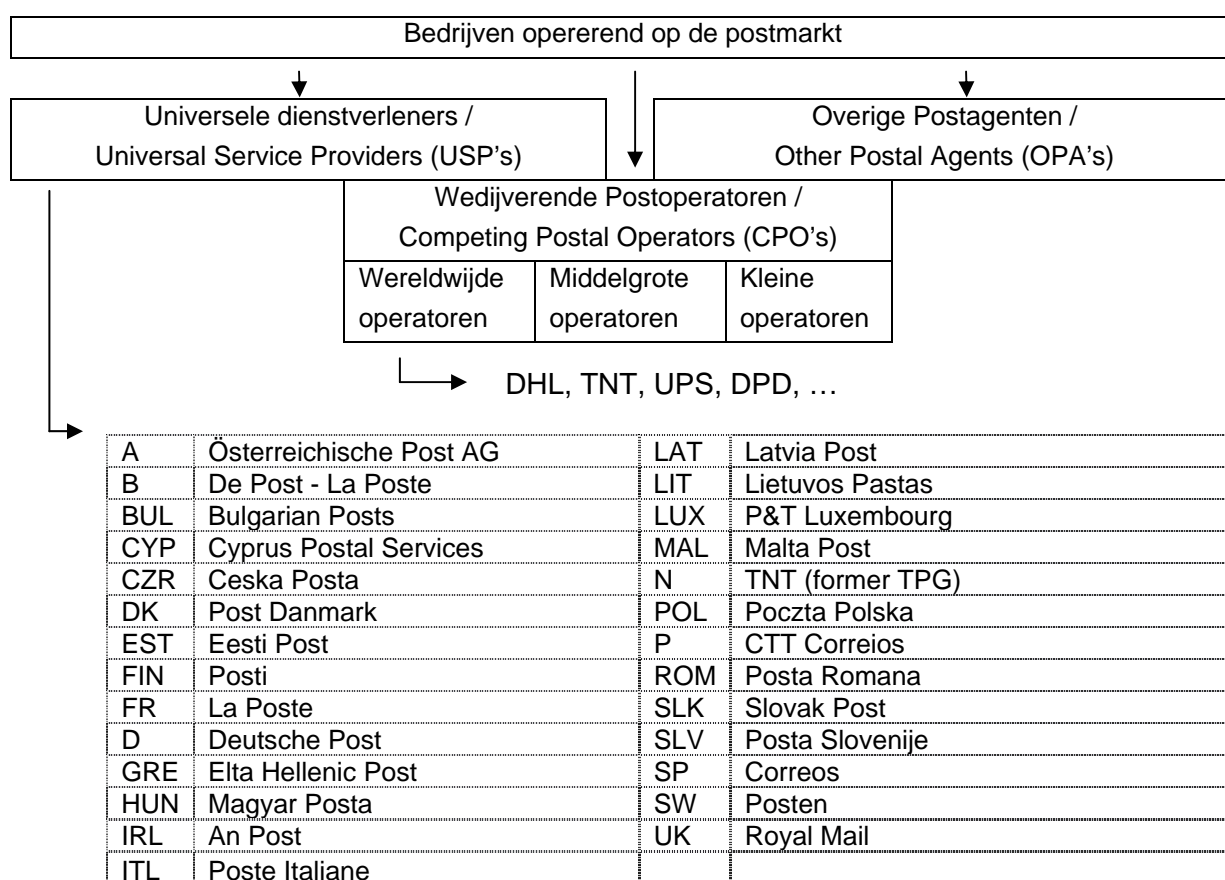 Bedrijven opererend op de postmarkt
Universele dienstverleners /
Universal Service Providers (USP's)
Overige Postagenten /
Other Postal Agents (OPA's)
Wedijverende Postoperatoren /
Competing Postal Operators (CPO's)
Wereldwijde
operatoren
Middelgrote
operatoren
Kleine
operatoren
DHL, TNT, UPS, DPD, …
A Österreichische Post AG LAT Latvia Post
B De Post - La Poste LIT Lietuvos Pastas
BUL Bulgarian Posts LUX P&T Luxembourg
CYP Cyprus Postal Services MAL Malta Post
CZR Ceska Posta N TNT (former TPG)
DK Post Danmark POL Poczta Polska
EST Eesti Post P CTT Correios
FIN Posti ROM Posta Romana
FR La Poste SLK Slovak Post
D Deutsche Post SLV Posta Slovenije
GRE Elta Hellenic Post SP Correos
HUN Magyar Posta SW Posten
IRL An Post UK Royal Mail
ITL Poste Italiane